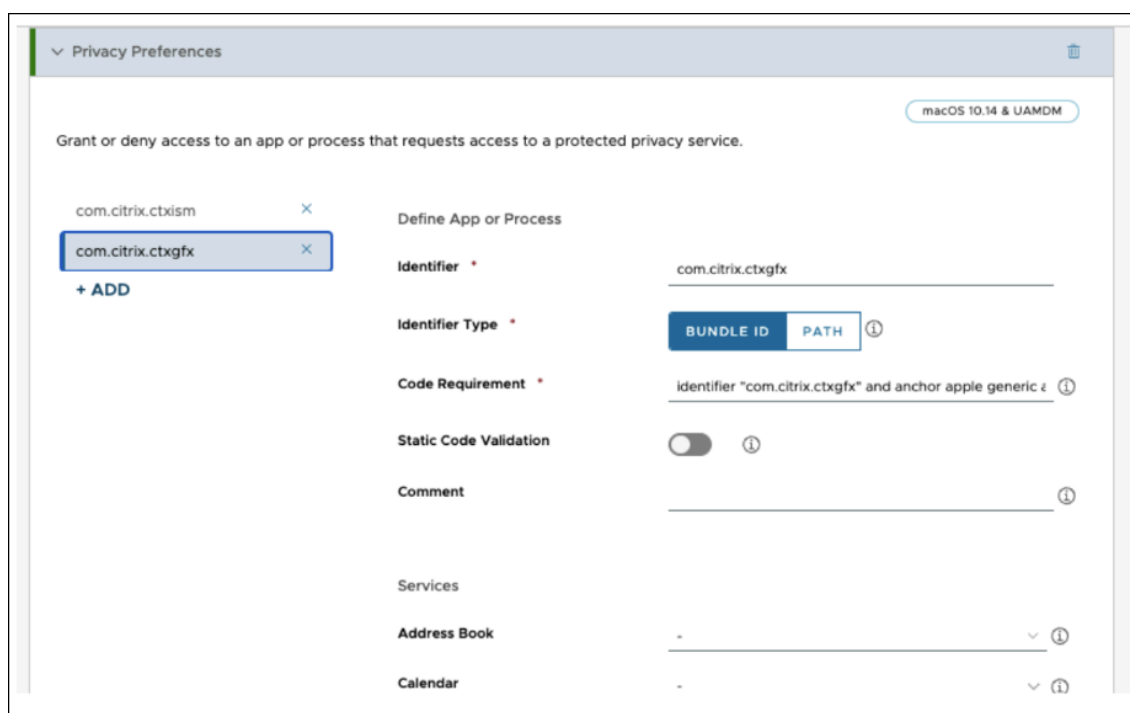 Privacy Preferences
macOS 10.14 & UAMDM
Grant or deny access to an app or process that requests access to a protected privacy service.
com.citrix.ctxism
com.citrix.ctxgfx
+ ADD
Define App or Process
Identifier *
com.citrix.ctxgfx
Identifier Type *
BUNDLE ID
PATH
Code Requirement *
identifier "com.citrix.ctxgfx" and anchor apple generic a
Static Code Validation
Comment
Services
Address Book
-
Calendar
-